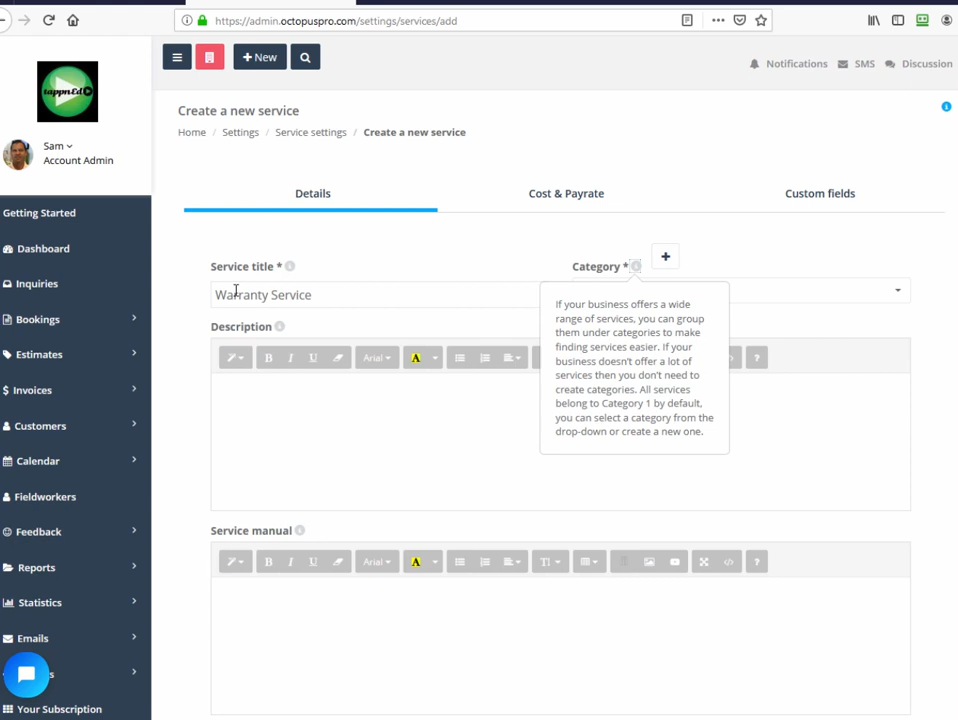 https://admin.octopuspro.com/settings/services/add
tappnEd
Sam
Account Admin
Getting Started
Dashboard
Inquiries
Bookings
Estimates
Invoices
Customers
Calendar
Fieldworkers
Feedback
Reports
Statistics
Emails
Your Subscription
+ New
Notifications
SMS
Discussion
Create a new service
Home / Settings / Service settings / Create a new service
Details
Cost & Payrate
Custom fields
Service title *
Category *
+
Warranty Service
If your business offers a wide
range of services, you can group
them under categories to make
finding services easier. If your
business doesn't offer a lot of
services then you don't need to
create categories. All services
belong to Category 1 by default,
you can select a category from the
drop-down or create a new one.
Description
B I U Arial A ?
Service manual
B I U Arial A TI </> ?